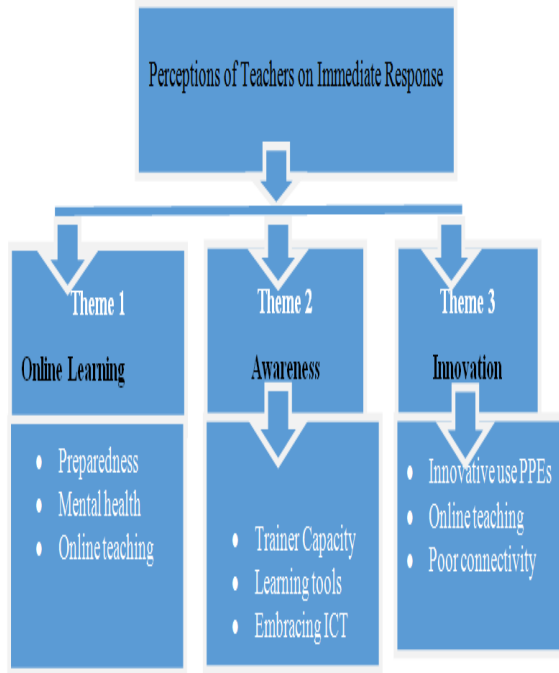 Perceptions of Teachers on Immediate Response
Theme 1
Online Learning
• Preparedness
• Mental health
• Online teaching
Theme 2
Awareness
• Trainer Capacity
• Learning tools
• Embracing ICT
Theme 3
Innovation
• Innovative use PPEs
• Online teaching
• Poor connectivity